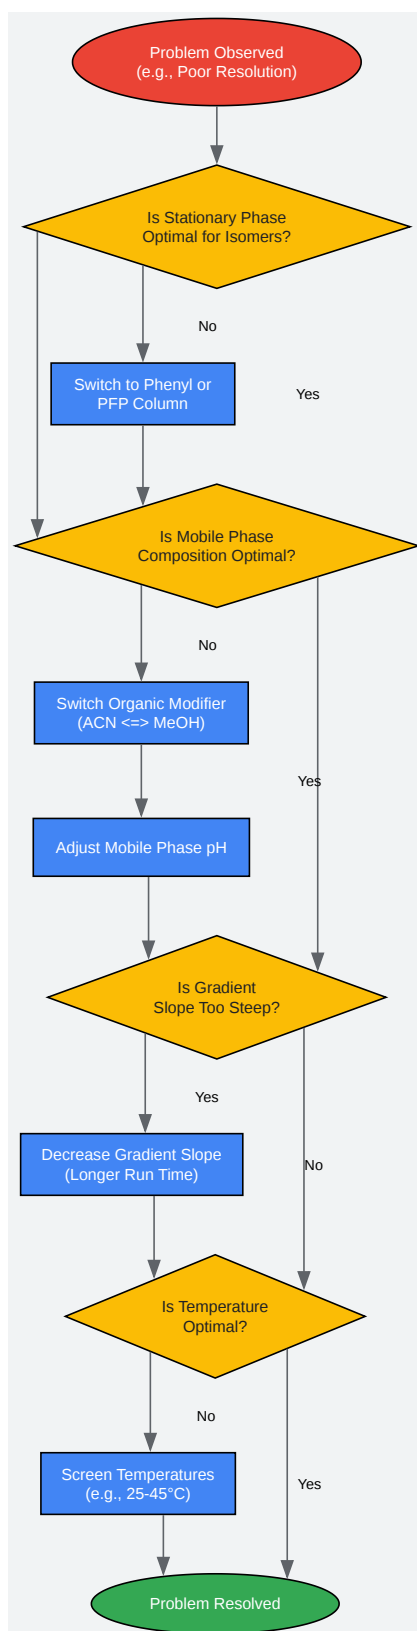 Problem Observed
(e.g., Poor Resolution)
Is Stationary Phase
Optimal for Isomers?
No
Switch to Phenyl or
PFP Column
Yes
Is Mobile Phase
Composition Optimal?
No
Switch Organic Modifier
(ACN <=> MeOH)
Yes
Adjust Mobile Phase pH
Is Gradient
Slope Too Steep?
Yes
Decrease Gradient Slope
(Longer Run Time)
No
Is Temperature
Optimal?
No
Screen Temperatures
(e.g., 25-45°C)
Yes
Problem Resolved